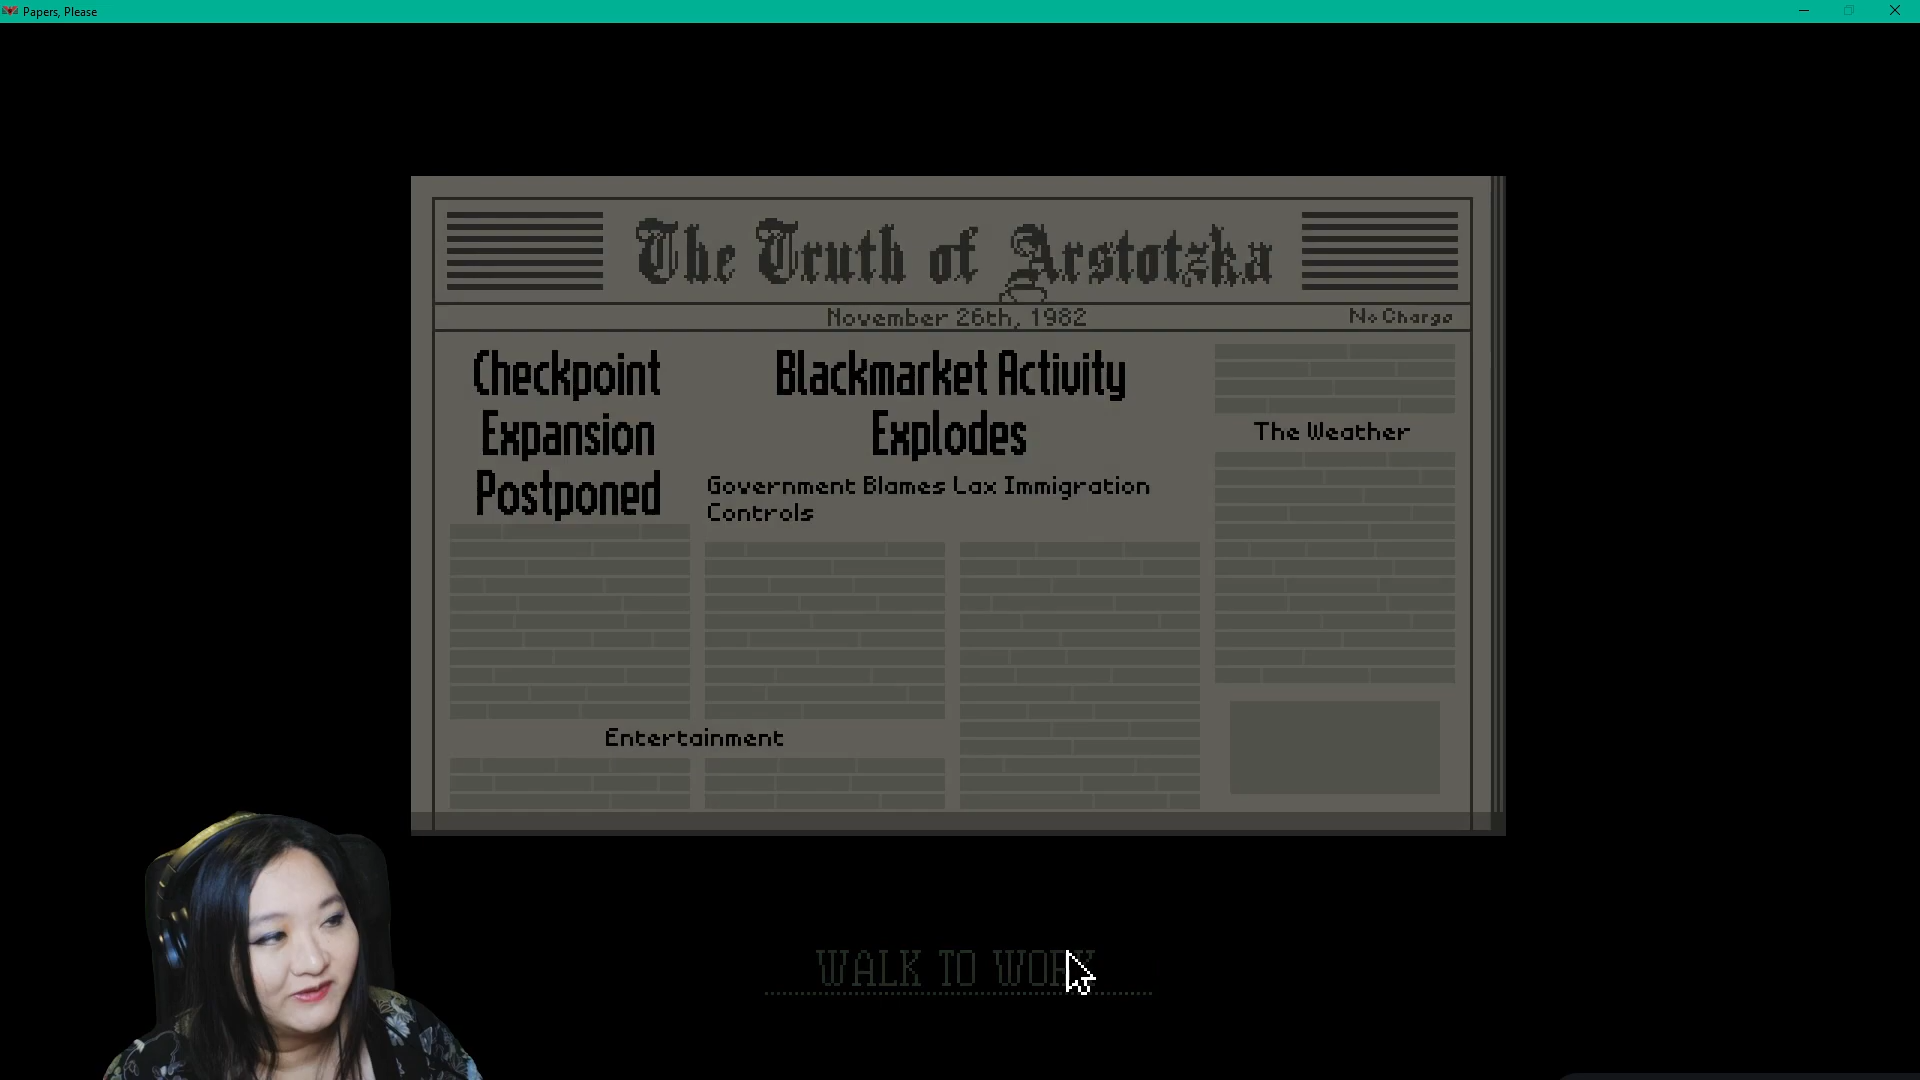 Papers, Please
The Truth of Arstotzka
November 26th, 1982
No Charge
Checkpoint
Expansion
Postponed
Blackmarket Activity
Explodes
Government Blames Lax Immigration
Controls
The Weather
Entertainment
WALK TO WORK